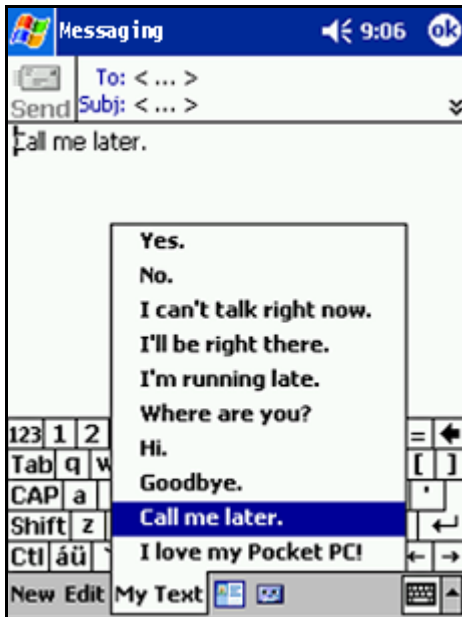 Messaging 9:06 ok
To: < ... >
Send Subj: < ... >
Call me later.
Yes.
No.
I can't talk right now.
I'll be right there.
I'm running late.
Where are you?
Hi.
Goodbye.
Call me later.
I love my Pocket PC!
123 1 2 =
Tab q w [ ]
CAP a '
Shift z
Ctl áü `
New Edit My Text